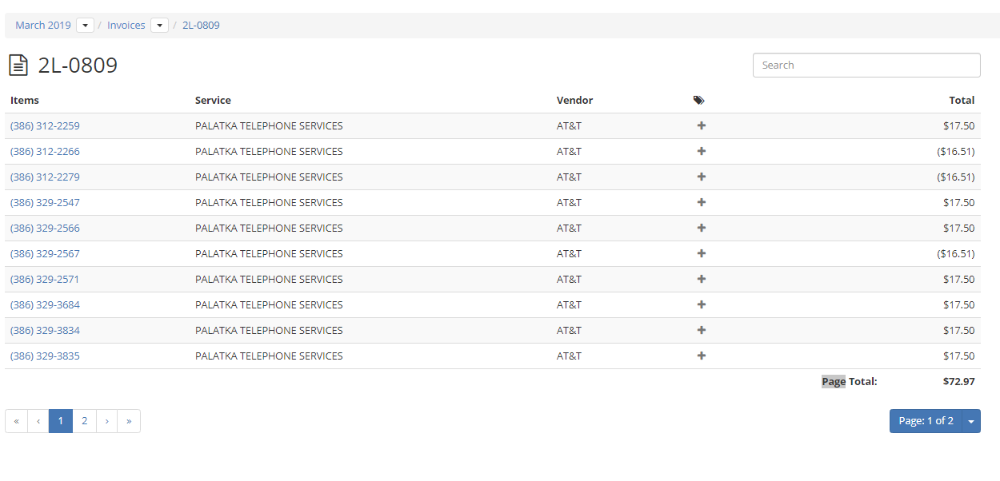 March 2019 / Invoices / 2L-0809
2L-0809
Search
Items Service Vendor Total
(386) 312-2259 PALATKA TELEPHONE SERVICES AT&T + $17.50
(386) 312-2266 PALATKA TELEPHONE SERVICES AT&T + ($16.51)
(386) 312-2279 PALATKA TELEPHONE SERVICES AT&T + ($16.51)
(386) 329-2547 PALATKA TELEPHONE SERVICES AT&T + $17.50
(386) 329-2566 PALATKA TELEPHONE SERVICES AT&T + $17.50
(386) 329-2567 PALATKA TELEPHONE SERVICES AT&T + ($16.51)
(386) 329-2571 PALATKA TELEPHONE SERVICES AT&T + $17.50
(386) 329-3684 PALATKA TELEPHONE SERVICES AT&T + $17.50
(386) 329-3834 PALATKA TELEPHONE SERVICES AT&T + $17.50
(386) 329-3835 PALATKA TELEPHONE SERVICES AT&T + $17.50
Page Total: $72.97
« ‹ 1 2 › » Page: 1 of 2